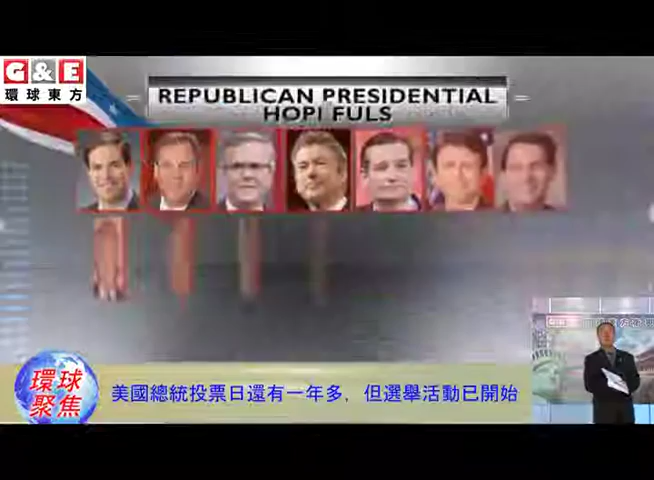 G&E
環球東方
REPUBLICAN PRESIDENTIAL
HOPI FULS
環球
聚焦
美國總統投票日還有一年多，但選舉活動已開始